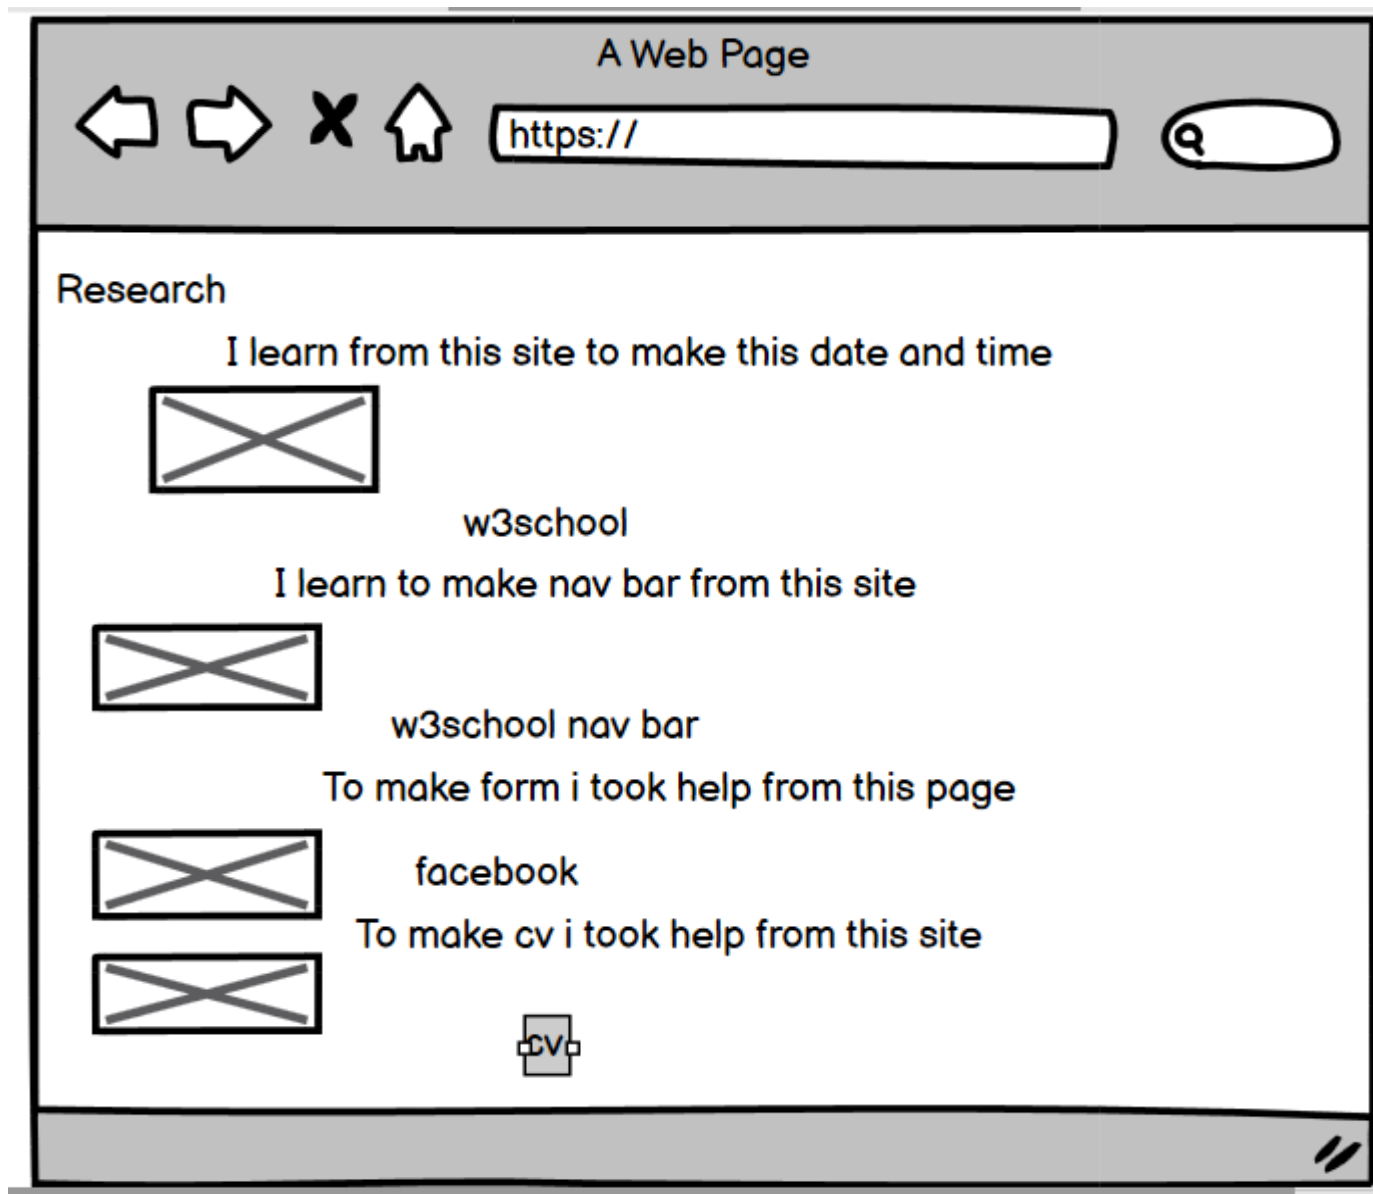 A Web Page
https://
Research
I learn from this site to make this date and time
w3school
I learn to make nav bar from this site
w3school nav bar
To make form i took help from this page
facebook
To make cv i took help from this site
cv